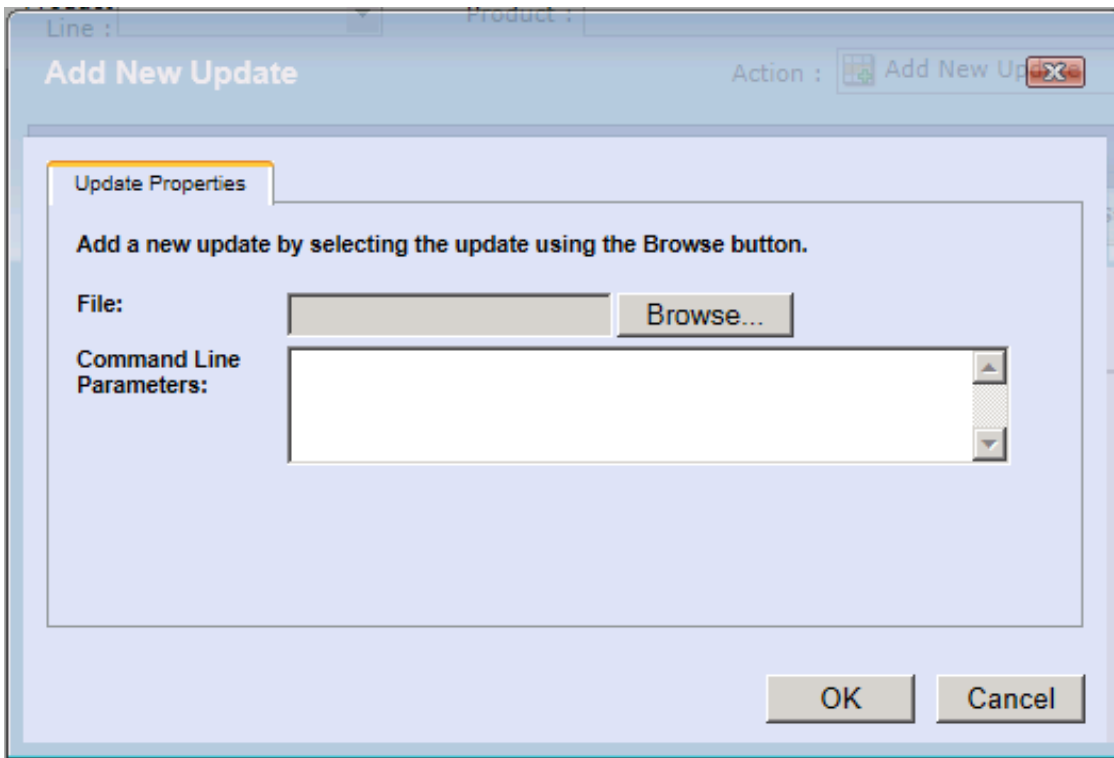 Product :
Line :
Add New Update
Action : Add New Update
Update Properties
Add a new update by selecting the update using the Browse button.
File:
Browse...
Command Line
Parameters:
OK Cancel